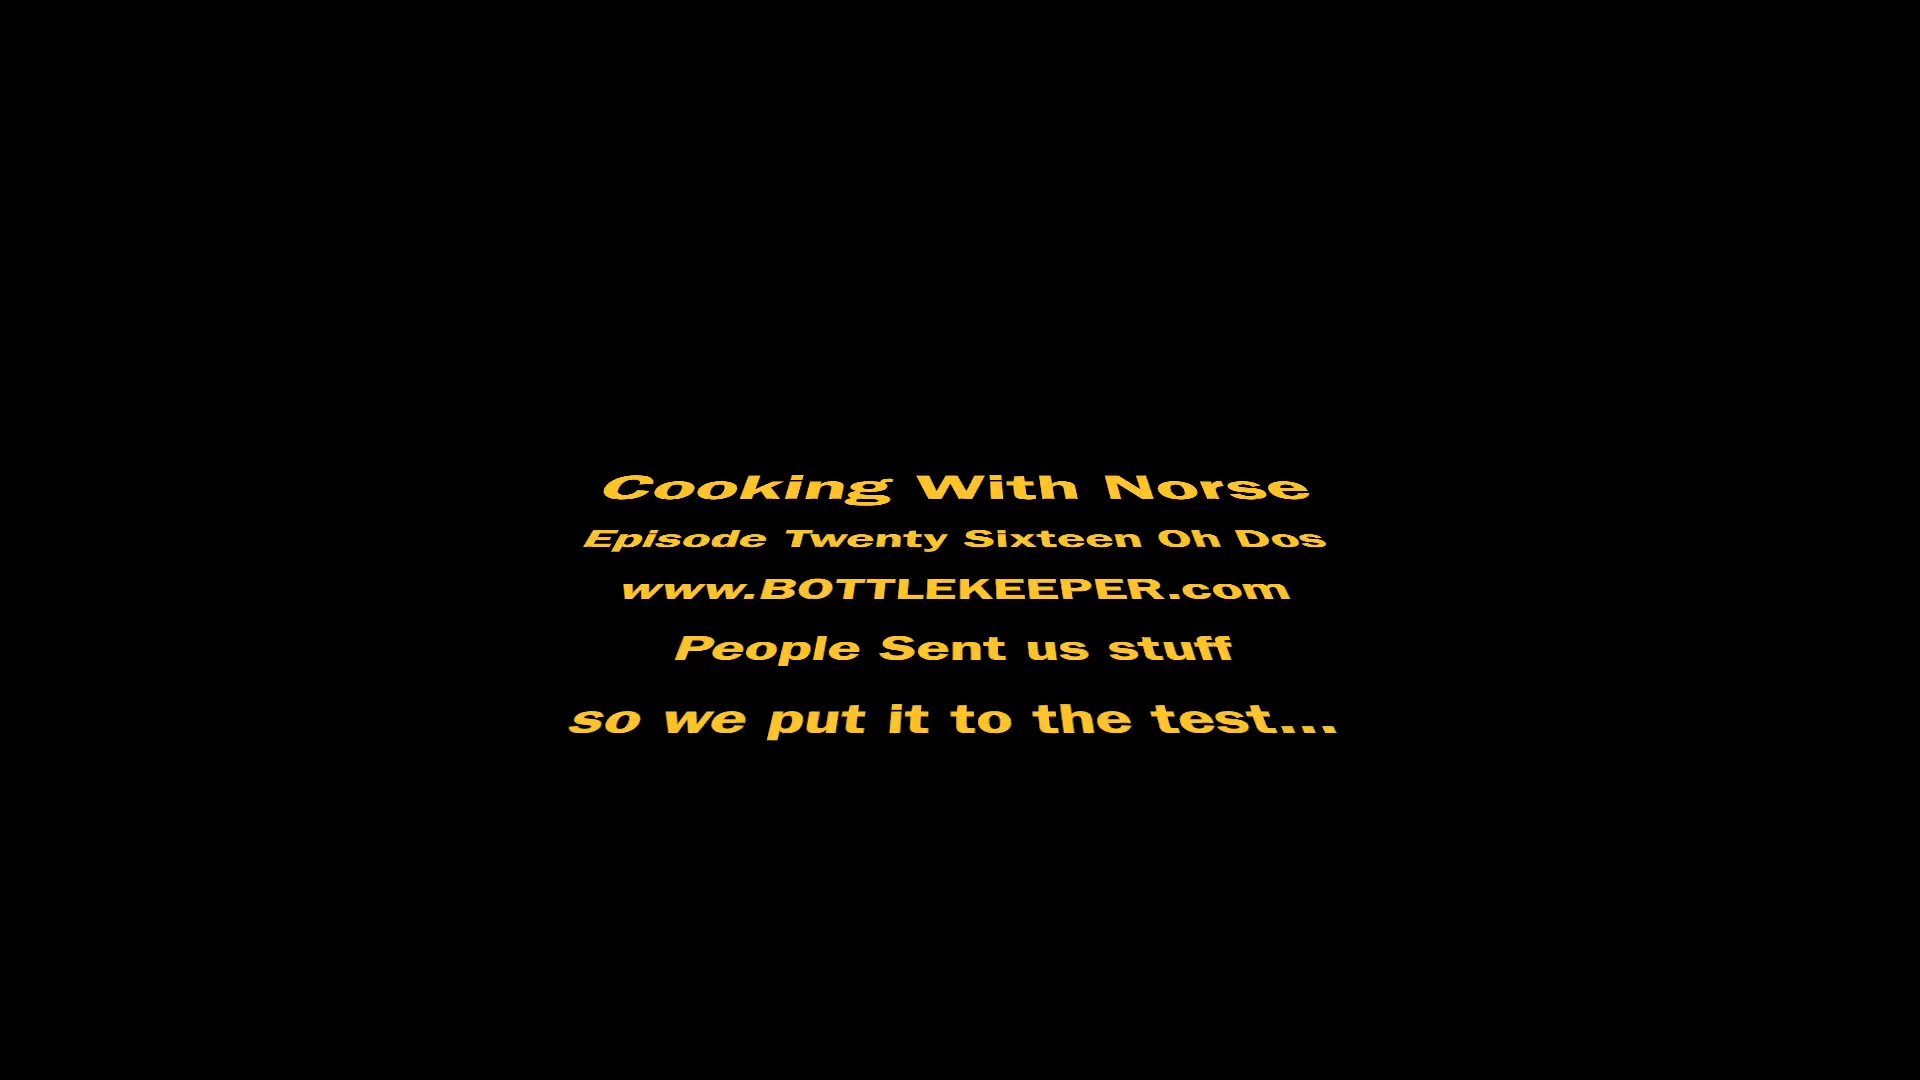 Cooking With Norse
Episode Twenty Sixteen Oh Dos
www.BOTTLEKEEPER.com
People Sent us stuff
so we put it to the test...